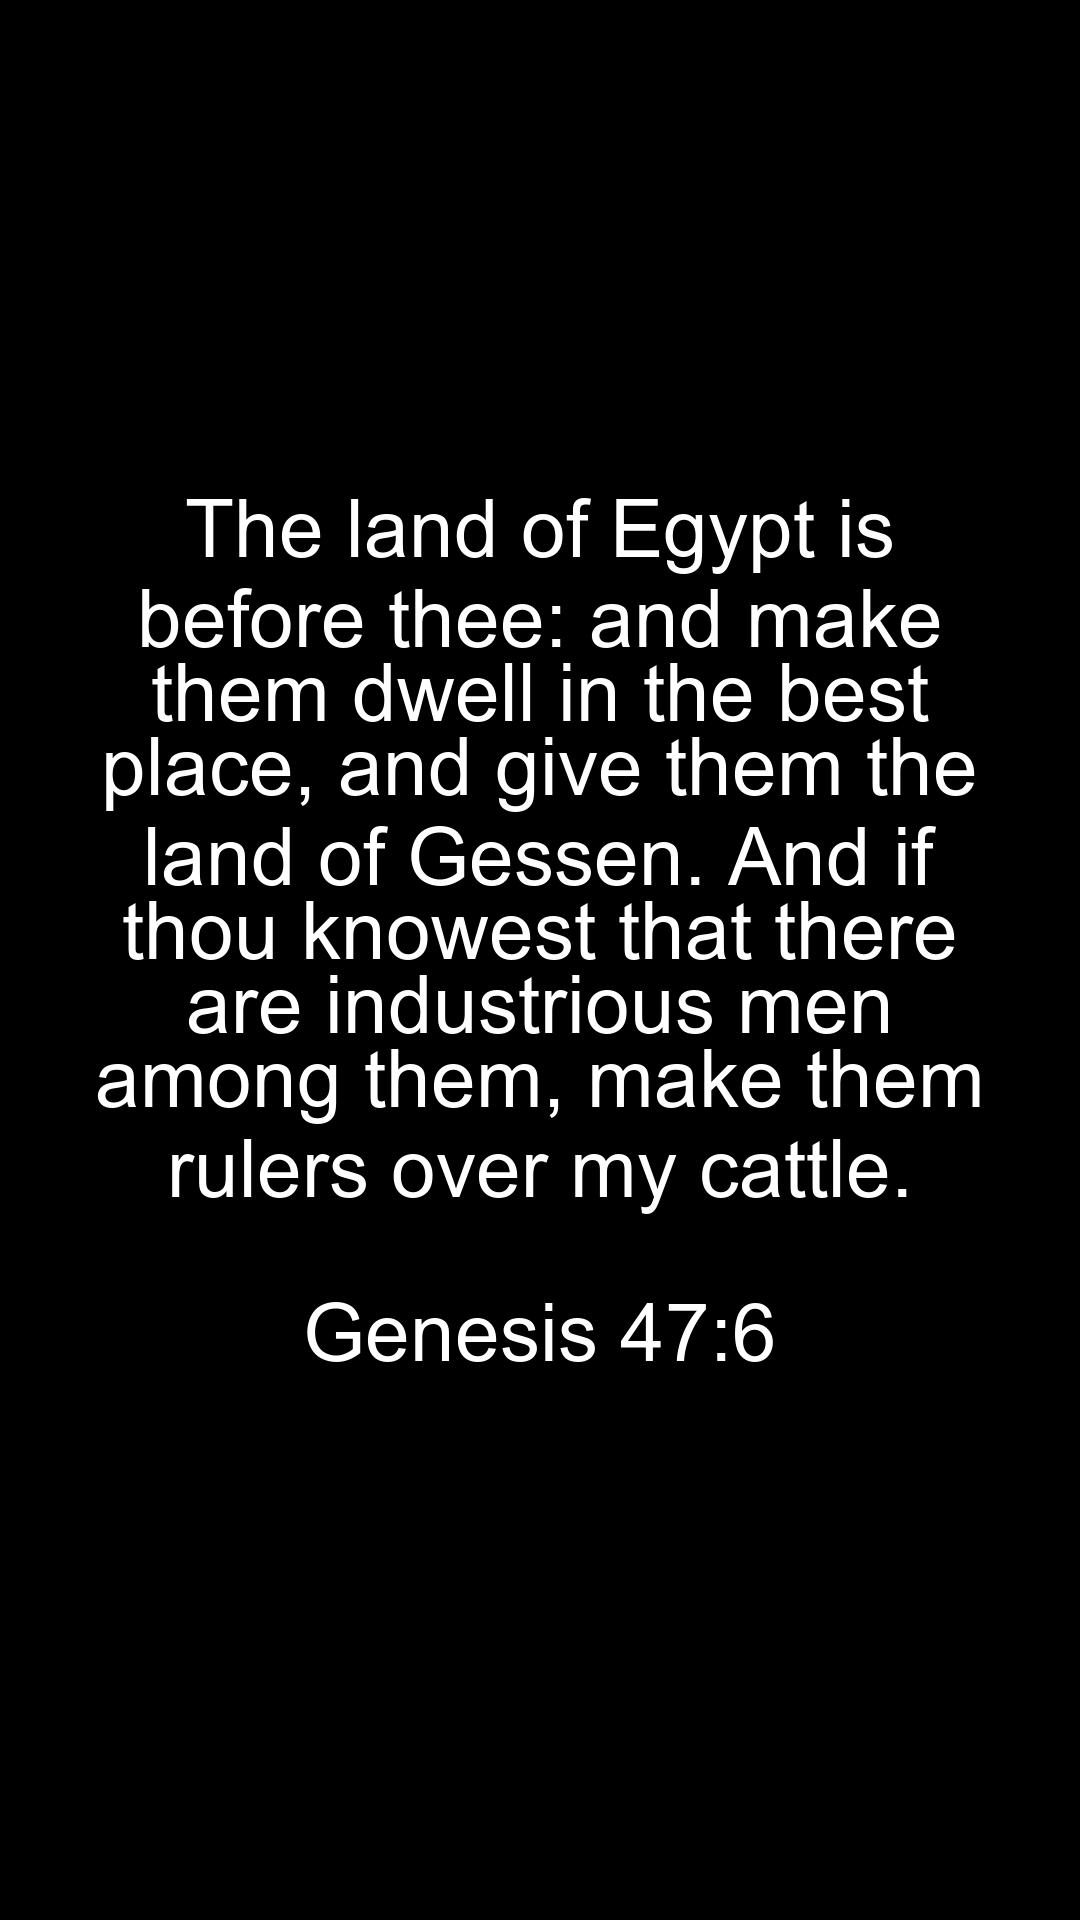 The land of Egypt is
before thee: and make
them dwell in the best
place, and give them the
land of Gessen. And if
thou knowest that there
are industrious men
among them, make them
rulers over my cattle.
Genesis 47:6